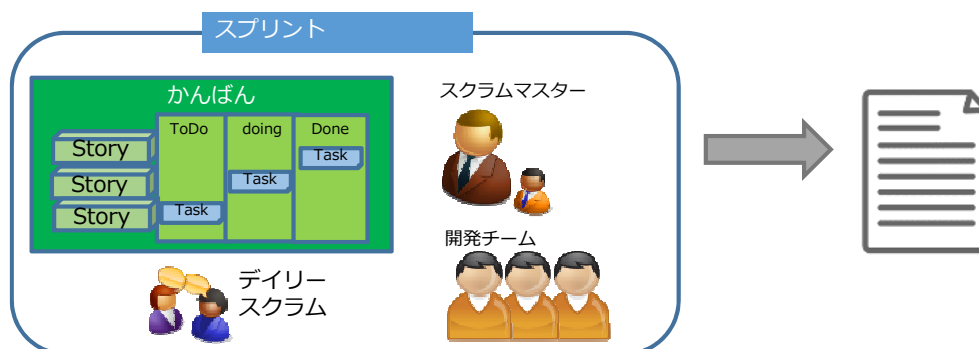 スプリント
かんばん
ToDo doing Done
Story
Story
Story
Task
Task
Task
スクラムマスター
開発チーム
デイリー
スクラム